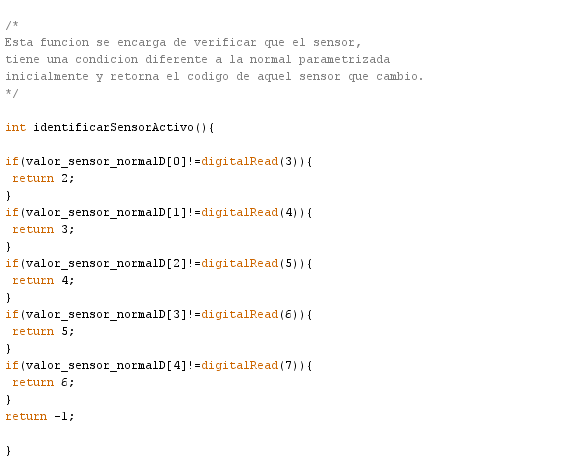 /*
Esta funcion se encarga de verificar que el sensor,
tiene una condicion diferente a la normal parametrizada
inicialmente y retorna el codigo de aquel sensor que cambio.
*/
int identificarSensorActivo(){
if(valor_sensor_normalD[0]!=digitalRead(3)){
return 2;
}
if(valor_sensor_normalD[1]!=digitalRead(4)){
return 3;
}
if(valor_sensor_normalD[2]!=digitalRead(5)){
return 4;
}
if(valor_sensor_normalD[3]!=digitalRead(6)){
return 5;
}
if(valor_sensor_normalD[4]!=digitalRead(7)){
return 6;
}
return -1;
}